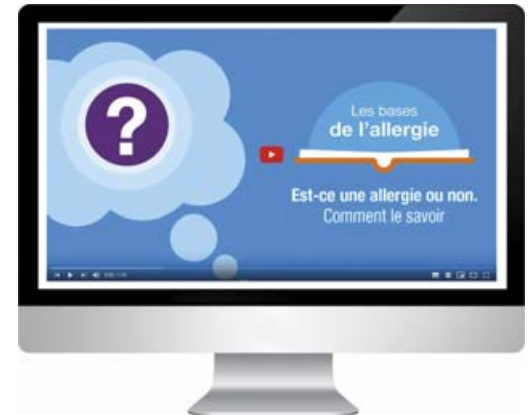 ?
Les bases
de l'allergie
Est-ce une allergie ou non.
Comment le savoir